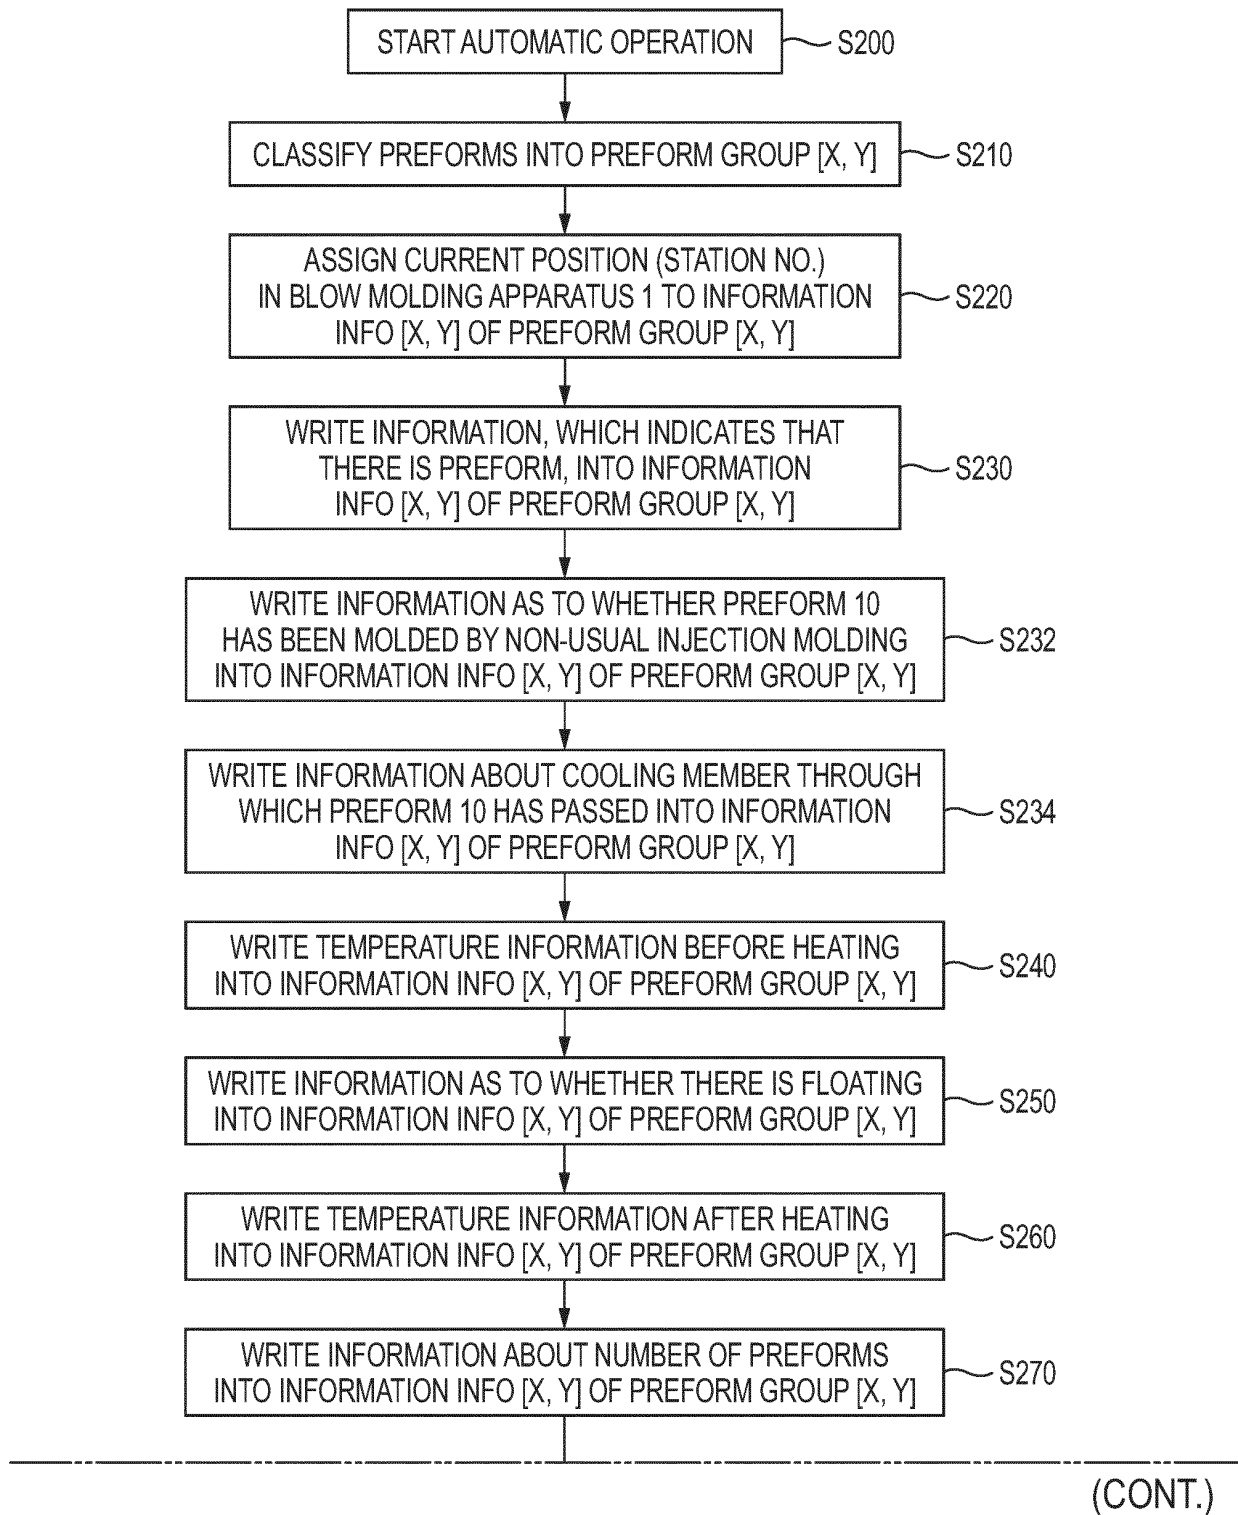 START AUTOMATIC OPERATION
S200
CLASSIFY PREFORMS INTO PREFORM GROUP [X, Y]
S210
ASSIGN CURRENT POSITION (STATION NO.)
IN BLOW MOLDING APPARATUS 1 TO INFORMATION
INFO [X, Y] OF PREFORM GROUP [X, Y]
S220
WRITE INFORMATION, WHICH INDICATES THAT
THERE IS PREFORM, INTO INFORMATION
INFO [X, Y] OF PREFORM GROUP [X, Y]
S230
WRITE INFORMATION AS TO WHETHER PREFORM 10
HAS BEEN MOLDED BY NON-USUAL INJECTION MOLDING
INTO INFORMATION INFO [X, Y] OF PREFORM GROUP [X, Y]
S232
WRITE INFORMATION ABOUT COOLING MEMBER THROUGH
WHICH PREFORM 10 HAS PASSED INTO INFORMATION
INFO [X, Y] OF PREFORM GROUP [X, Y]
S234
WRITE TEMPERATURE INFORMATION BEFORE HEATING
INTO INFORMATION INFO [X, Y] OF PREFORM GROUP [X, Y]
S240
WRITE INFORMATION AS TO WHETHER THERE IS FLOATING
INTO INFORMATION INFO [X, Y] OF PREFORM GROUP [X, Y]
S250
WRITE TEMPERATURE INFORMATION AFTER HEATING
INTO INFORMATION INFO [X, Y] OF PREFORM GROUP [X, Y]
S260
WRITE INFORMATION ABOUT NUMBER OF PREFORMS
INTO INFORMATION INFO [X, Y] OF PREFORM GROUP [X, Y]
S270
(CONT.)